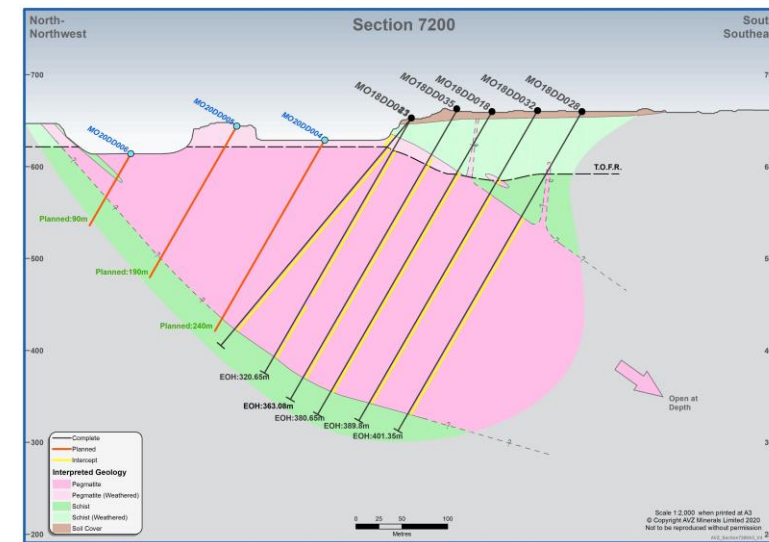 North-
Northwest
Section 7200
South
Southea
700
600
500
400
300
200
MO20DD006
MO20DD005
MO20DD004
MO18DD035
MO18DD018
MO18DD032
MO18DD028
T.O.F.R.
Planned:90m
Planned:190m
Planned:240m
EOH:320.65m
EOH:363.08m
EOH:380.65m
EOH:389.8m
EOH:401.35m
Open at
Depth
Complete
Planned
Intercept
Interpreted Geology
Pegmatite
Pegmatite (Weathered)
Schist
Schist (Weathered)
Soil Cover
0 25 50 100
Metres
Scale 1:2,000 when printed at A3
© Copyright AVZ Minerals Limited 2020
Not to be reproduced without permission